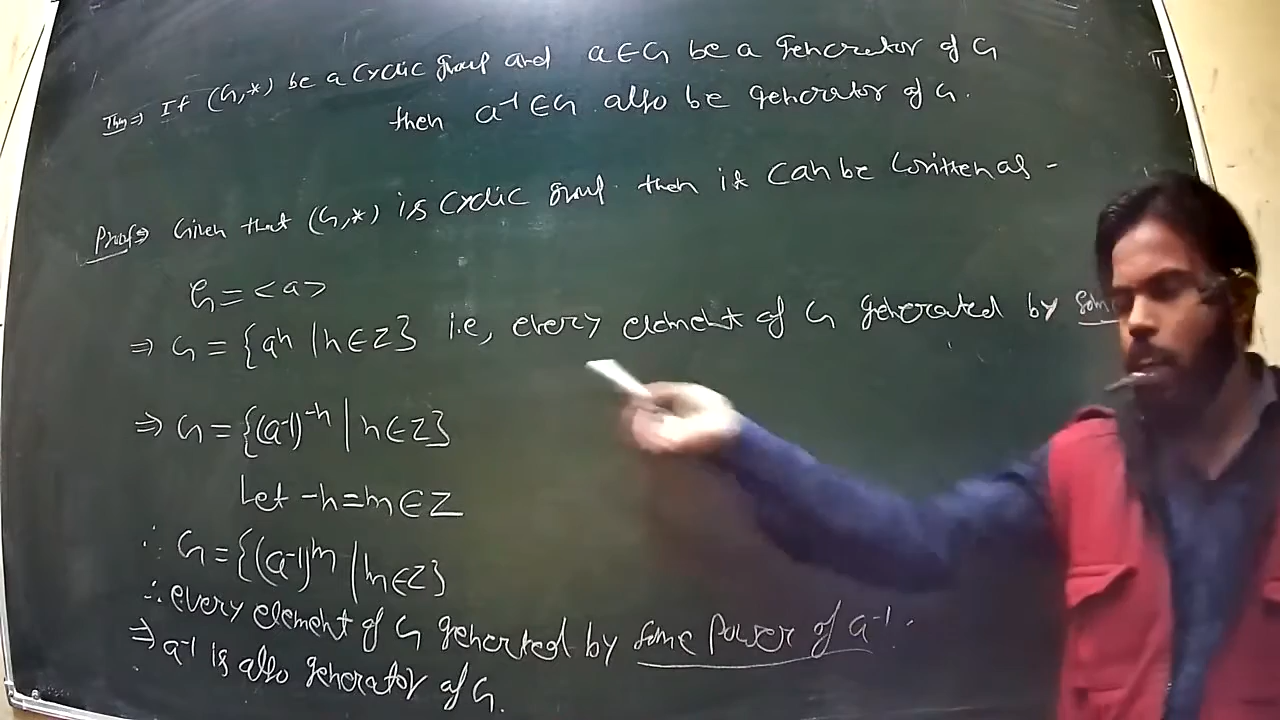 Thm ⇒ If (G,*) be a cyclic group and a ∈ G be a generator of G
then a⁻¹ ∈ G also be generator of G.
Proof ⇒ Given that (G,*) is cyclic group. then it can be written as -
G = <a>
⇒ G = {aⁿ | n ∈ Z} i.e, every element of G generated by som
⇒ G = {(a⁻¹)⁻ⁿ | n ∈ Z}
Let -n = m ∈ Z
∴ G = {(a⁻¹)ᵐ | m ∈ Z}
∴ every element of G generated by some power of a⁻¹.
⇒ a⁻¹ is also generator of G.